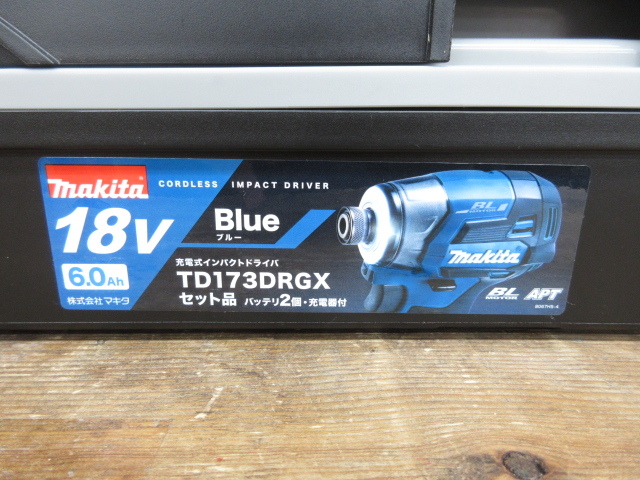 makita CORDLESS IMPACT DRIVER
18V
6.0Ah
株式会社マキタ
Blue
ブルー
充電式インパクトドライバ
TD173DRGX
セット品 バッテリ2個・充電器付
BL
MOTOR
makita
BL
MOTOR
APT